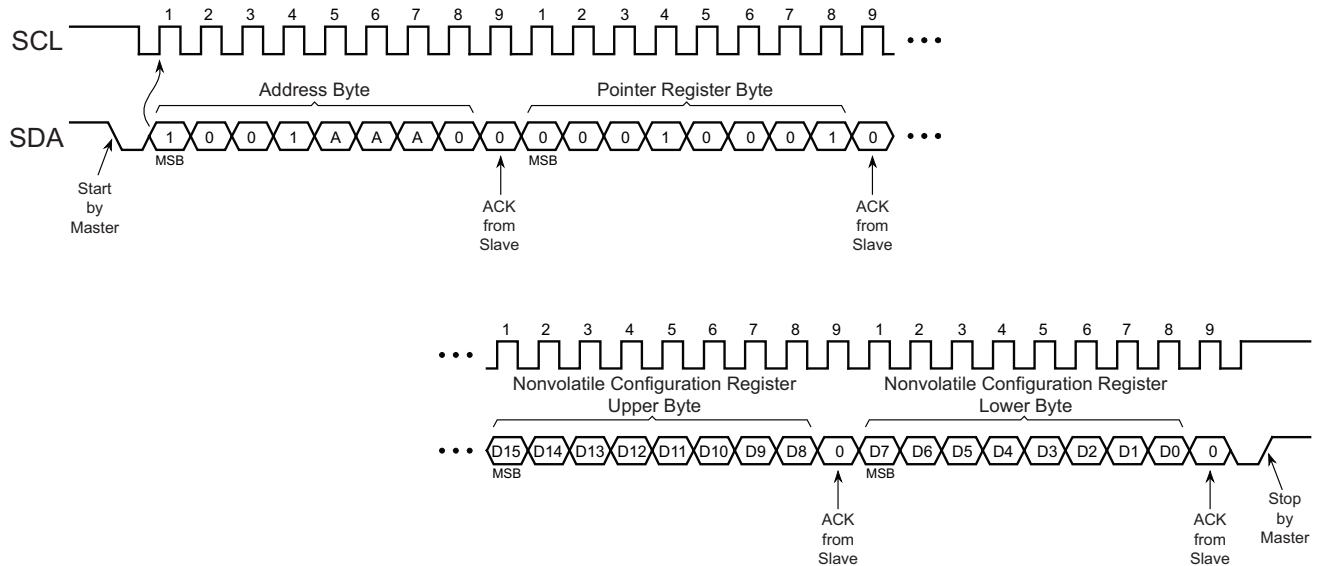 1 2 3 4 5 6 7 8 9 1 2 3 4 5 6 7 8 9
SCL
Address Byte Pointer Register Byte
SDA 1 0 0 1 A A A 0 0 0 0 0 1 0 0 0 1 0
MSB MSB
Start
by
Master
ACK
from
Slave
ACK
from
Slave
1 2 3 4 5 6 7 8 9 1 2 3 4 5 6 7 8 9
Nonvolatile Configuration Register
Upper Byte
Nonvolatile Configuration Register
Lower Byte
D15 D14 D13 D12 D11 D10 D9 D8 0 D7 D6 D5 D4 D3 D2 D1 D0 0
MSB MSB
ACK
from
Slave
ACK
from
Slave
Stop
by
Master